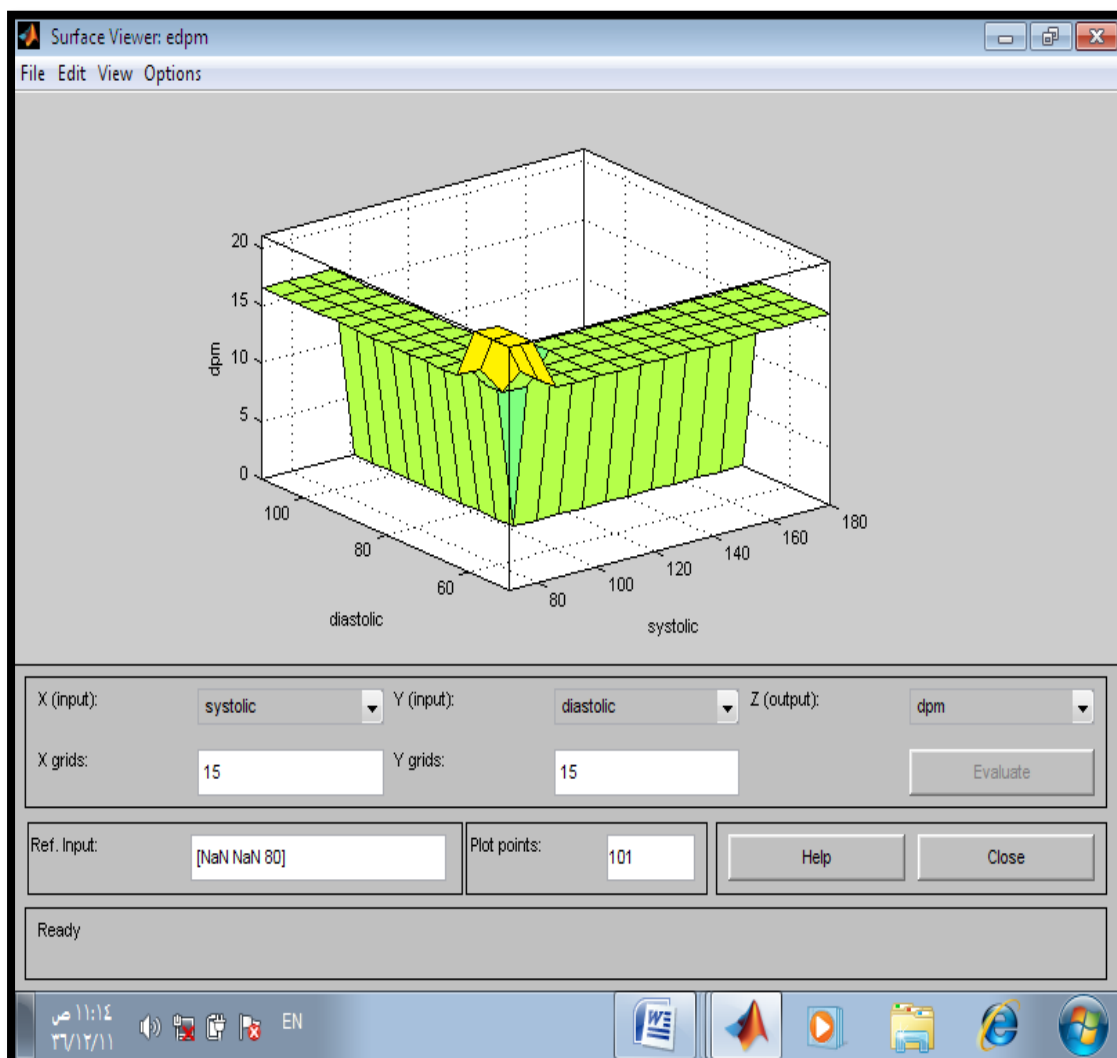 Surface Viewer: edpm
File Edit View Options
20
15
10
5
0
dpm
100
80
60
diastolic
80
100
120
140
160
180
systolic
X (input): systolic Y (input): diastolic Z (output): dpm
X grids: 15 Y grids: 15 Evaluate
Ref. Input: [NaN NaN 80] Plot points: 101 Help Close
Ready
١١:١٤ ص EN
٣٦/١٢/١١